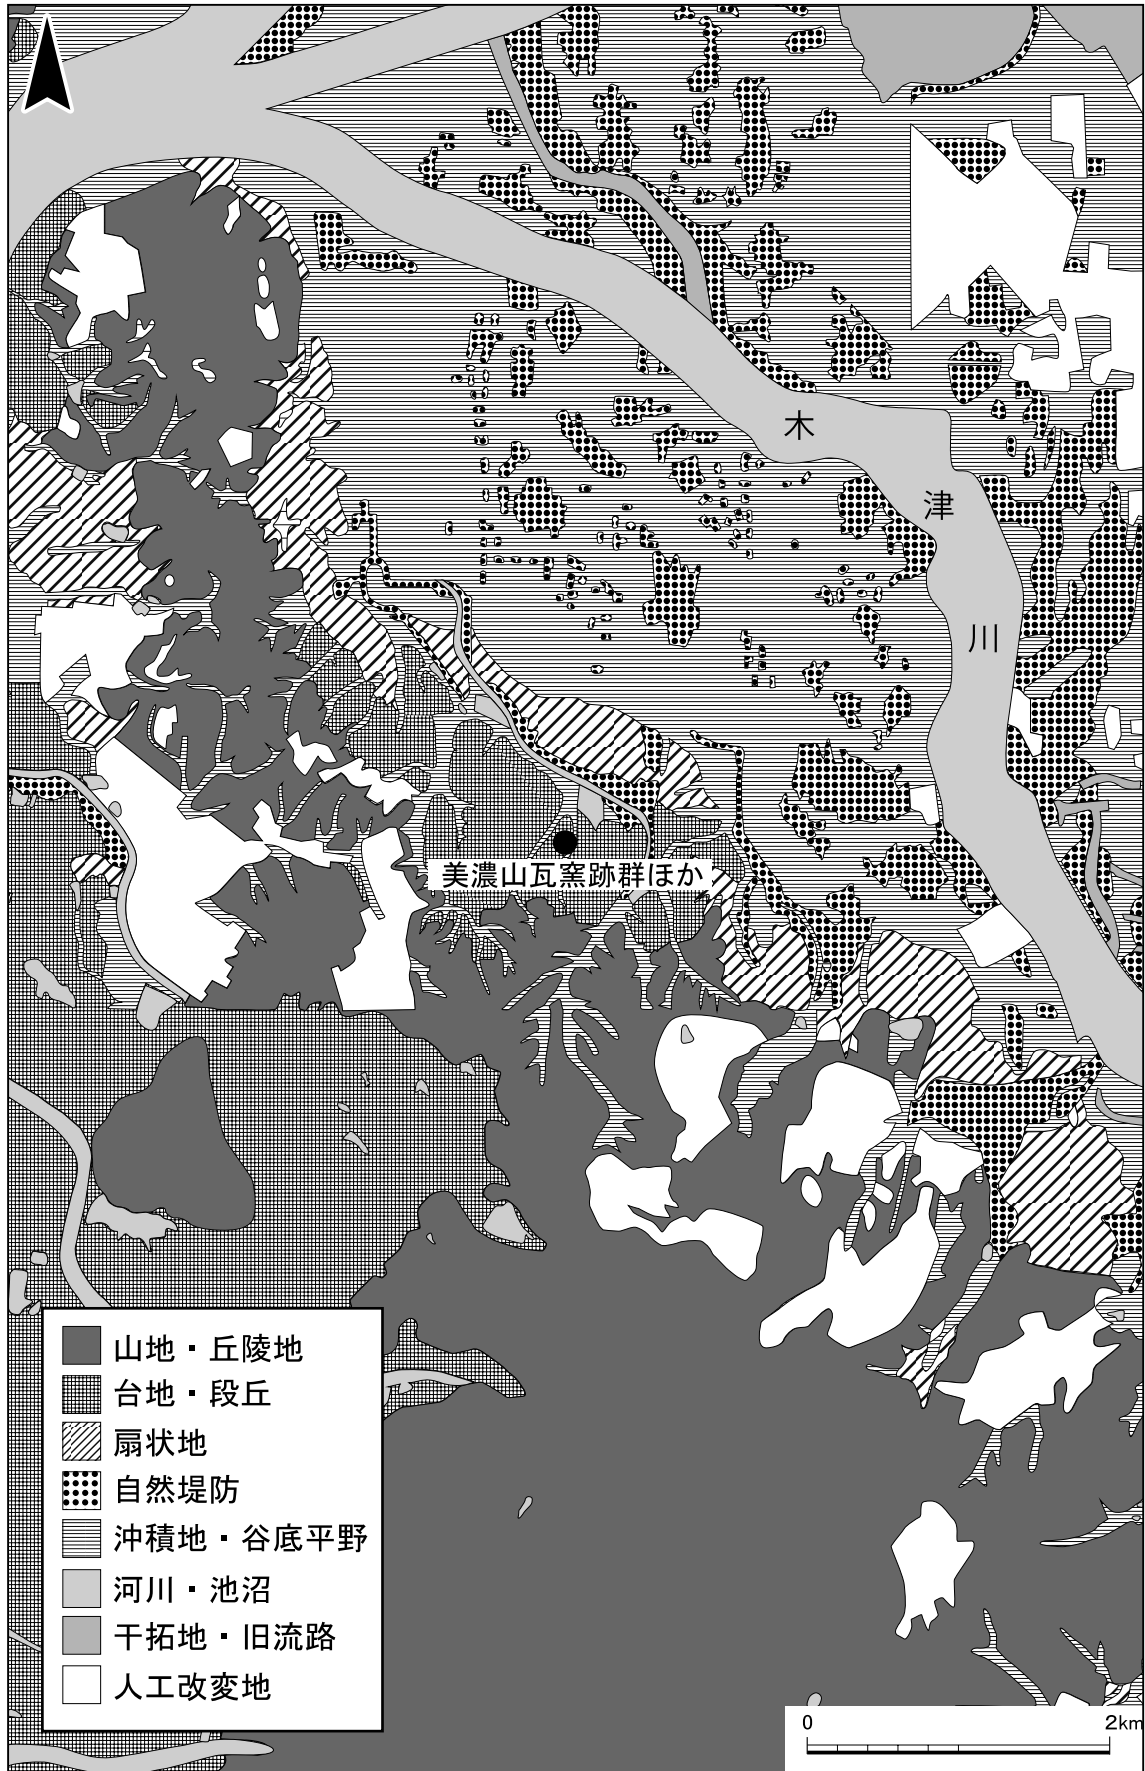 木
津
川
美濃山瓦窯跡群ほか
山地・丘陵地
台地・段丘
扇状地
自然堤防
沖積地・谷底平野
河川・池沼
干拓地・旧流路
人工改変地
0 2km